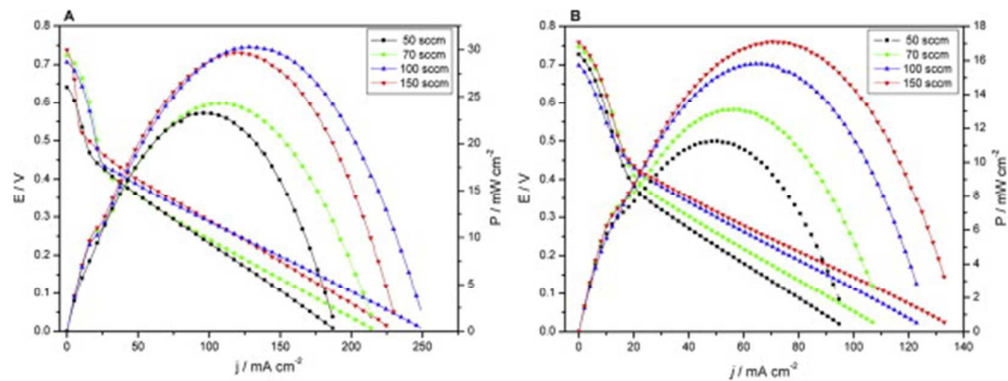 A
50 sccm
70 sccm
100 sccm
150 sccm
E / V
0.8
0.7
0.6
0.5
0.4
0.3
0.2
0.1
0.0
P / mW cm-2
30
25
20
15
10
5
0
0 50 100 150 200 250
j / mA cm-2
B
50 sccm
70 sccm
100 sccm
150 sccm
E / V
0.8
0.7
0.6
0.5
0.4
0.3
0.2
0.1
0.0
P / mW cm-2
18
16
14
12
10
8
6
4
2
0
0 20 40 60 80 100 120 140
j / mA cm-2